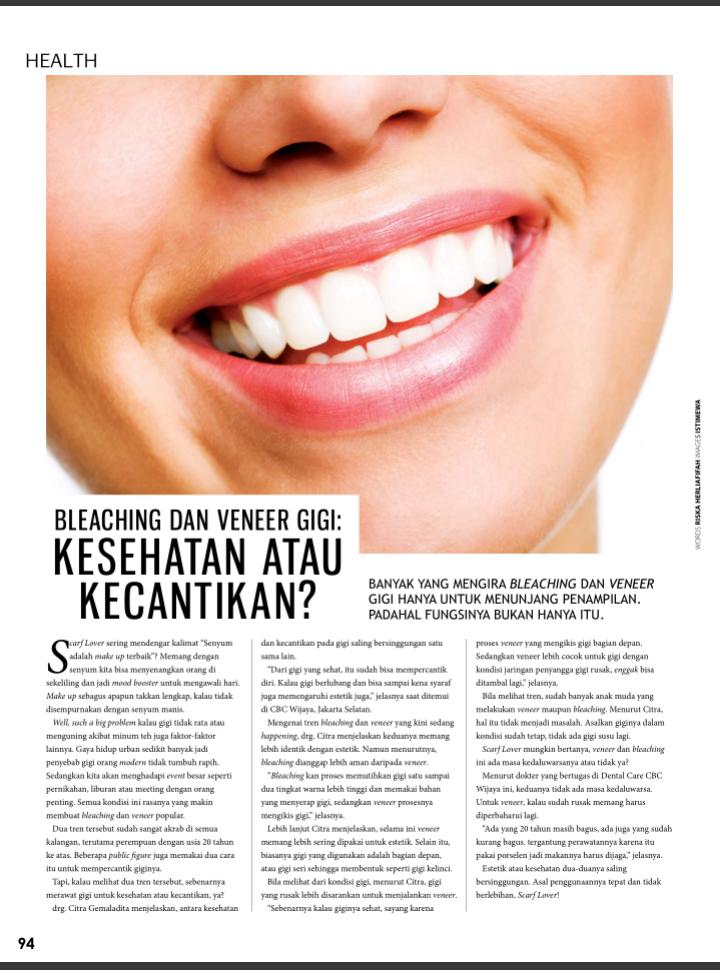 HEALTH
WORDS RISKA HERLIAFIFAH IMAGES ISTIMEWA
BLEACHING DAN VENEER GIGI:
KESEHATAN ATAU
KECANTIKAN?
BANYAK YANG MENGIRA BLEACHING DAN VENEER
GIGI HANYA UNTUK MENUNJANG PENAMPILAN.
PADAHAL FUNGSINYA BUKAN HANYA ITU.
Scarf Lover sering mendengar kalimat "Senyum
adalah make up terbaik"? Memang dengan
senyum kita bisa menyenangkan orang di
sekeliling dan jadi mood booster untuk mengawali hari.
Make up sebagus apapun takkan lengkap, kalau tidak
disempurnakan dengan senyum manis.
Well, such a big problem kalau gigi tidak rata atau
menguning akibat minum teh juga faktor-faktor
lainnya. Gaya hidup urban sedikit banyak jadi
penyebab gigi orang modern tidak tumbuh rapih.
Sedangkan kita akan menghadapi event besar seperti
pernikahan, liburan atau meeting dengan orang
penting. Semua kondisi ini rasanya yang makin
membuat bleaching dan veneer popular.
Dua tren tersebut sudah sangat akrab di semua
kalangan, terutama perempuan dengan usia 20 tahun
ke atas. Beberapa public figure juga memakai dua cara
itu untuk mempercantik giginya.
Tapi, kalau melihat dua tren tersebut, sebenarnya
merawat gigi untuk kesehatan atau kecantikan, ya?
drg. Citra Gemaladita menjelaskan, antara kesehatan
dan kecantikan pada gigi saling bersinggungan satu
sama lain.
"Dari gigi yang sehat, itu sudah bisa mempercantik
diri. Kalau gigi berlubang dan bisa sampai kena syaraf
juga memengaruhi estetik juga," jelasnya saat ditemui
di CBC Wijaya, Jakarta Selatan.
Mengenai tren bleaching dan veneer yang kini sedang
happening, drg. Citra menjelaskan keduanya memang
lebih identik dengan estetik. Namun menurutnya,
bleaching dianggap lebih aman daripada veneer.
"Bleaching kan proses memutihkan gigi satu sampai
dua tingkat warna lebih tinggi dan memakai bahan
yang menyerap gigi, sedangkan veneer prosesnya
mengikis gigi," jelasnya.
Lebih lanjut Citra menjelaskan, selama ini veneer
memang lebih sering dipakai untuk estetik. Selain itu,
biasanya gigi yang digunakan adalah bagian depan,
atau gigi seri sehingga membentuk seperti gigi kelinci.
Bila melihat dari kondisi gigi, menurut Citra, gigi
yang rusak lebih disarankan untuk menjalankan veneer.
"Sebenarnya kalau giginya sehat, sayang karena
proses veneer yang mengikis gigi bagian depan.
Sedangkan veneer lebih cocok untuk gigi dengan
kondisi jaringan penyangga gigi rusak, enggak bisa
ditambal lagi," jelasnya.
Bila melihat tren, sudah banyak anak muda yang
melakukan veneer maupun bleaching. Menurut Citra,
hal itu tidak menjadi masalah. Asalkan giginya dalam
kondisi sudah tetap, tidak ada gigi susu lagi.
Scarf Lover mungkin bertanya, veneer dan bleaching
ini ada masa kedaluwarsanya atau tidak ya?
Menurut dokter yang bertugas di Dental Care CBC
Wijaya ini, keduanya tidak ada masa kedaluwarsa.
Untuk veneer, kalau sudah rusak memang harus
diperbaharui lagi.
"Ada yang 20 tahun masih bagus, ada juga yang sudah
kurang bagus. tergantung perawatannya karena itu
pakai porselen jadi makannya harus dijaga," jelasnya.
Estetik atau kesehatan dua-duanya saling
bersinggungan. Asal penggunaannya tepat dan tidak
berlebihan, Scarf Lover!
94